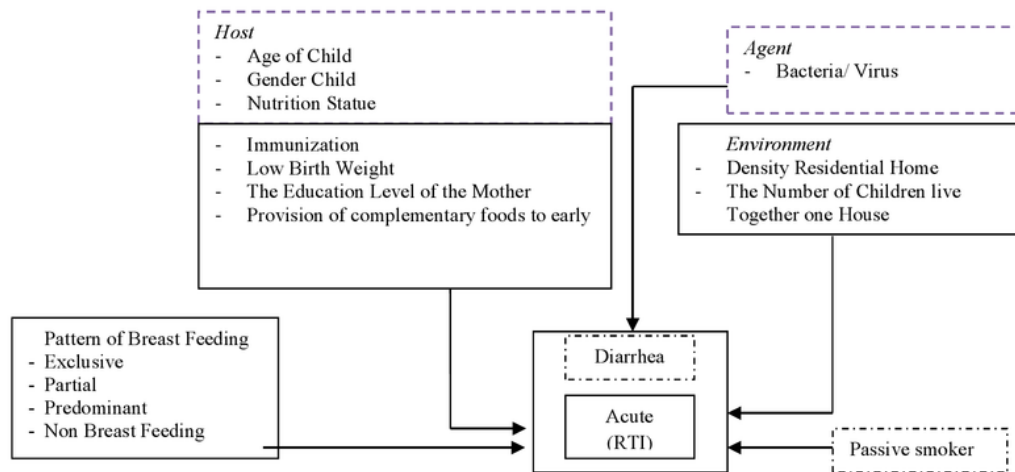 Host
- Age of Child
- Gender Child
- Nutrition Statue
- Immunization
- Low Birth Weight
- The Education Level of the Mother
- Provision of complementary foods to early
Agent
- Bacteria/ Virus
Environment
- Density Residential Home
- The Number of Children live
Together one House
Pattern of Breast Feeding
- Exclusive
- Partial
- Predominant
- Non Breast Feeding
Diarrhea
Acute
(RTI)
Passive smoker